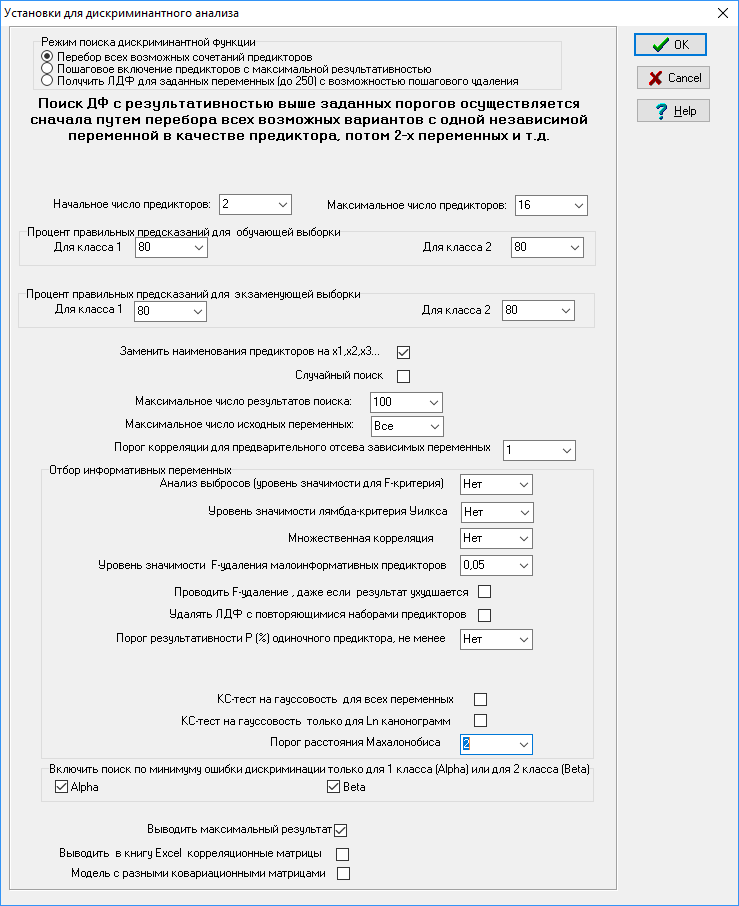 Установки для дискриминантного анализа
Режим поиска дискриминантной функции
Перебор всех возможных сочетаний предикторов
Пошаговое включение предикторов с максимальной результативностью
Получить ЛДФ для заданных переменных (до 250) с возможностью пошагового удаления
OK
Cancel
Help
Поиск ДФ с результативностью выше заданных порогов осуществляется
сначала путем перебора всех возможных вариантов с одной независимой
переменной в качестве предиктора, потом 2-х переменных и т.д.
Начальное число предикторов: 2
Максимальное число предикторов: 16
Процент правильных предсказаний для обучающей выборки
Для класса 1 80
Для класса 2 80
Процент правильных предсказаний для экзаменующей выборки
Для класса 1 80
Для класса 2 80
Заменить наименования предикторов на x1,x2,x3...
Случайный поиск
Максимальное число результатов поиска: 100
Максимальное число исходных переменных: Все
Порог корреляции для предварительного отсева зависимых переменных 1
Отбор информативных переменных
Анализ выбросов (уровень значимости для F-критерия) Нет
Уровень значимости лямбда-критерия Уилкса Нет
Множественная корреляция Нет
Уровень значимости F-удаления малоинформативных предикторов 0,05
Проводить F-удаление , даже если результат ухудшается
Удалять ЛДФ с повторяющимися наборами предикторов
Порог результативности P (%) одиночного предиктора, не менее Нет
КС-тест на гауссовость для всех переменных
КС-тест на гауссовость только для Ln канонограмм
Порог расстояния Махалонобиса 2
Включить поиск по минимуму ошибки дискриминации только для 1 класса (Alpha) или для 2 класса (Beta)
Alpha
Beta
Выводить максимальный результат
Выводить в книгу Excel корреляционные матрицы
Модель с разными ковариационными матрицами